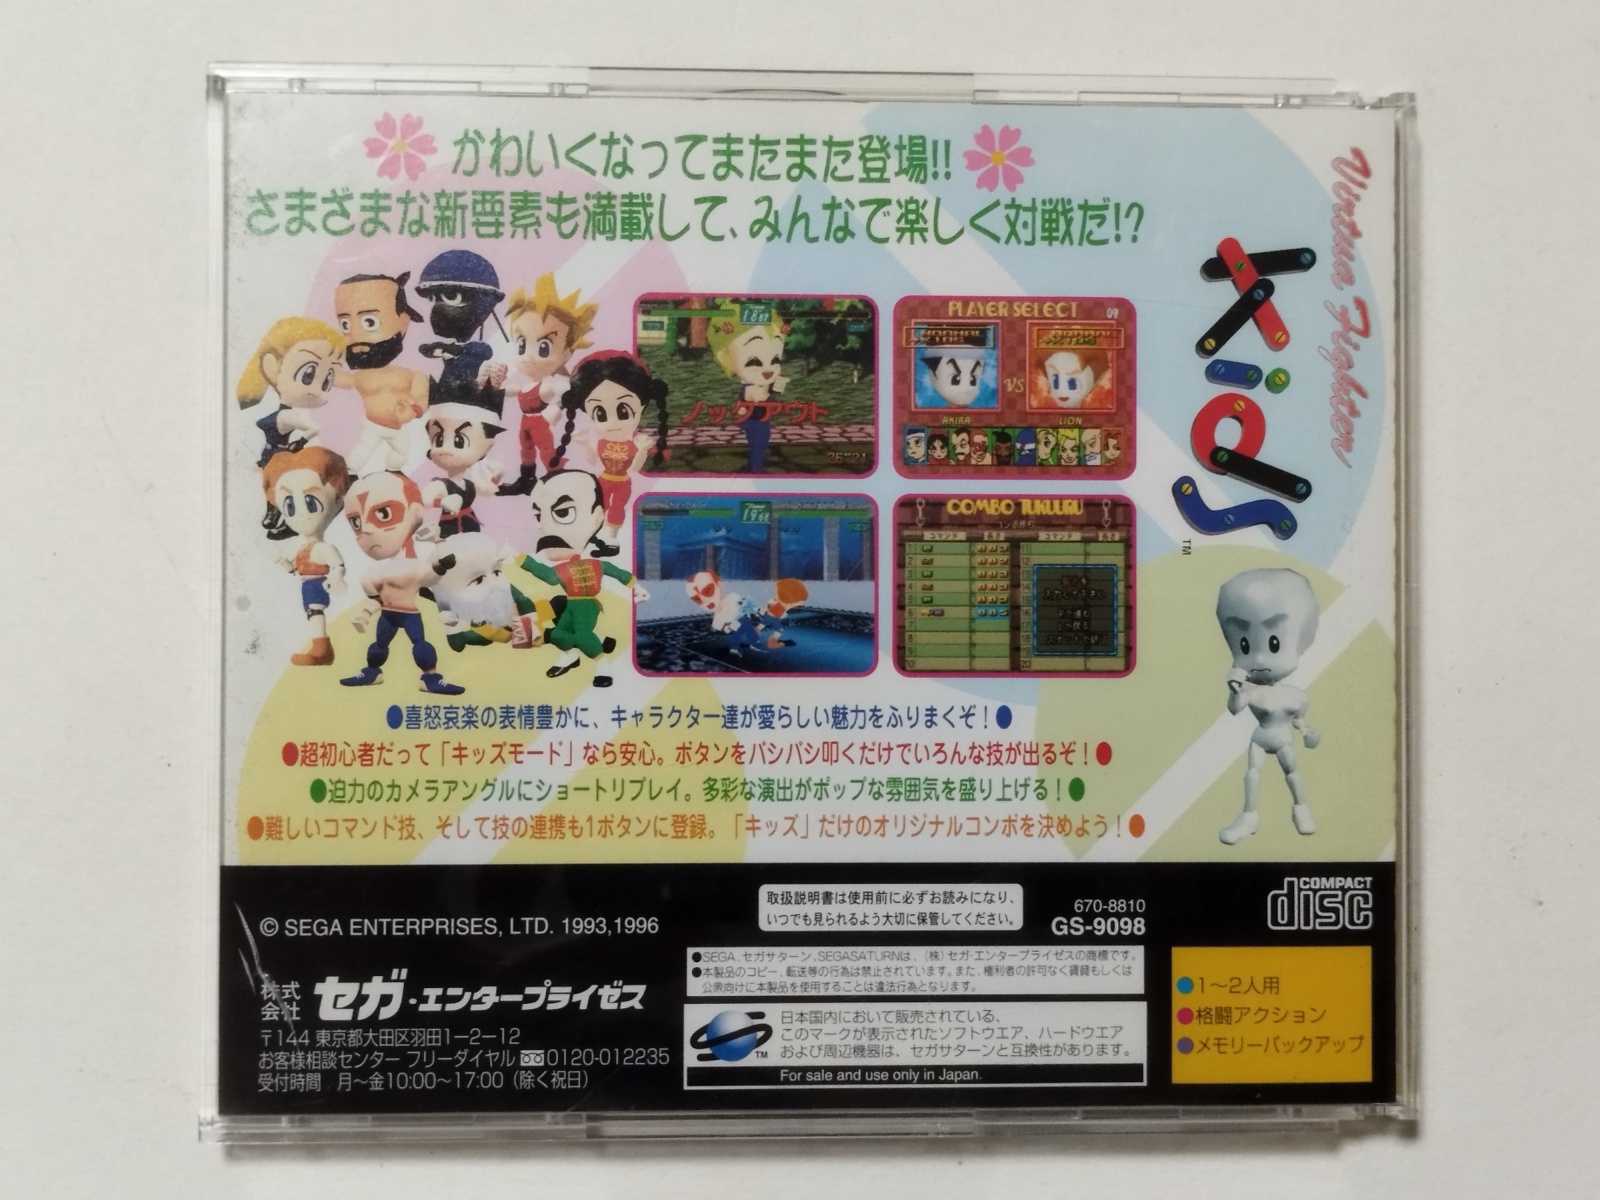 かわいくなってまたまた登場!!
さまざまな新要素も満載して、みんなで楽しく対戦だ!?
Virtua Fighter
Kids
TM
ノックアウト
26"21
PLAYER SELECT
09
VS
AKIRA
LION
COMBO TUKUURU
コマンド
コマンド
●喜怒哀楽の表情豊かに、キャラクター達が愛らしい魅力をふりまくぞ！●
●超初心者だって「キッズモード」なら安心。ボタンをバシバシ叩くだけでいろんな技が出るぞ！●
●迫力のカメラアングルにショートリプレイ。多彩な演出がポップな雰囲気を盛り上げる！●
●難しいコマンド技、そして技の連携も1ボタンに登録。「キッズ」だけのオリジナルコンボを決めよう！●
© SEGA ENTERPRISES, LTD. 1993,1996
株式会社 セガ・エンタープライゼス
〒144 東京都大田区羽田1−2−12
お客様相談センター フリーダイヤル 0120-012235
受付時間 月〜金10:00〜17:00（除く祝日）
取扱説明書は使用前に必ずお読みになり、
いつでも見られるよう大切に保管してください。
670-8810
GS-9098
COMPACT
disc
●SEGA、セガサターン、SEGASATURNは、（株）セガ・エンタープライゼスの商標です。
●本製品のコピー、転送等の行為は禁止されています。また、権利者の許可なく賃貸もしくは
公衆向けに本製品を使用することは違法行為となります。
TM
日本国内において販売されている、
このマークが表示されたソフトウエア、ハードウエア
および周辺機器は、セガサターンと互換性があります。
For sale and use only in Japan.
●1〜2人用
●格闘アクション
●メモリーバックアップ